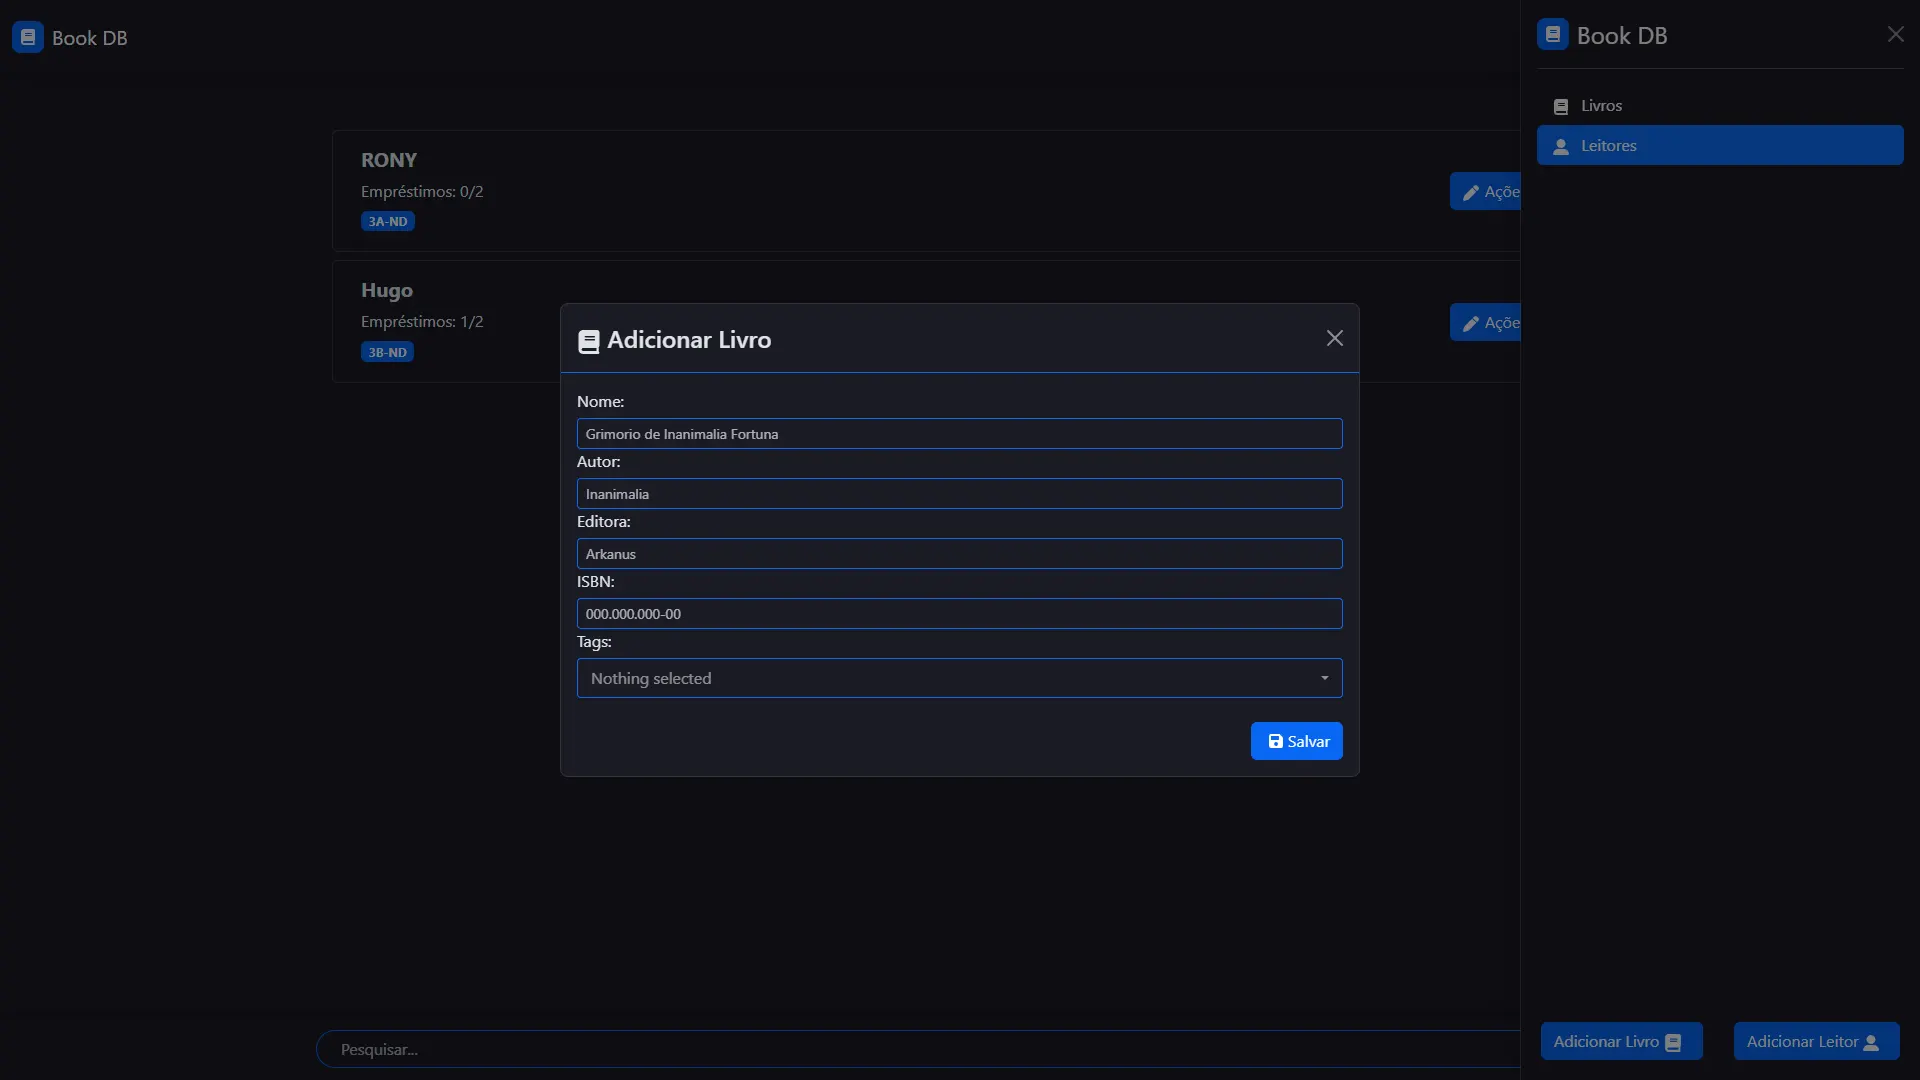 Book DB
RONY
Empréstimos: 0/2
3A-ND
Açõe
Hugo
Empréstimos: 1/2
3B-ND
Açõe
Adicionar Livro
Nome:
Grimorio de Inanimalia Fortuna
Autor:
Inanimalia
Editora:
Arkanus
ISBN:
000.000.000-00
Tags:
Nothing selected
Salvar
Pesquisar...
Book DB
Livros
Leitores
Adicionar Livro
Adicionar Leitor